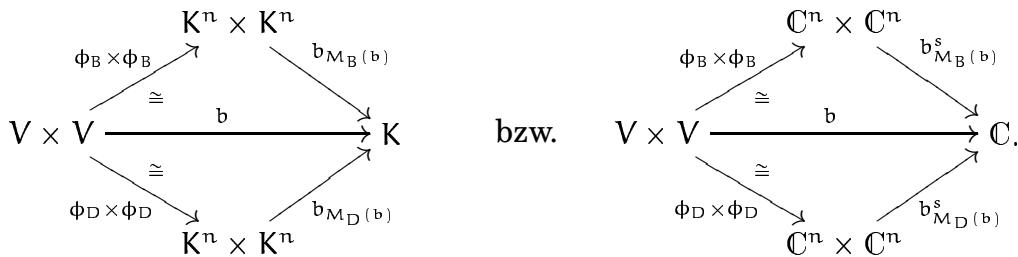 Kⁿ × Kⁿ ℂⁿ × ℂⁿ
ϕ_B×ϕ_B b_{M_B(b)} ϕ_B×ϕ_B b^s_{M_B(b)}
≅ ≅
V × V b K bzw. V × V b ℂ.
≅ ≅
ϕ_D×ϕ_D b_{M_D(b)} ϕ_D×ϕ_D b^s_{M_D(b)}
Kⁿ × Kⁿ ℂⁿ × ℂⁿ